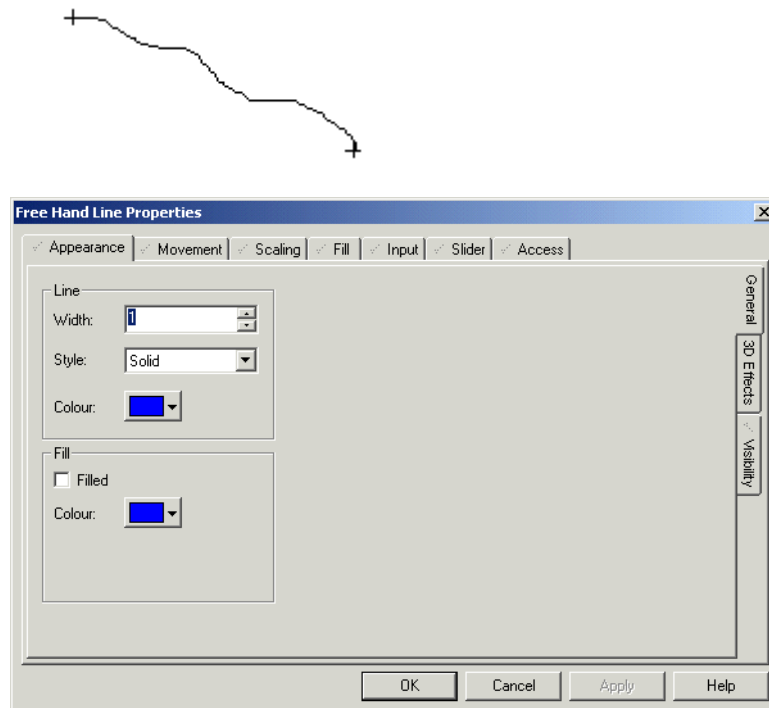 Free Hand Line Properties
Appearance Movement Scaling Fill Input Slider Access
Line
Width: 1
Style: Solid
Colour:
Fill
Filled
Colour:
General
3D Effects
Visibility
OK Cancel Apply Help